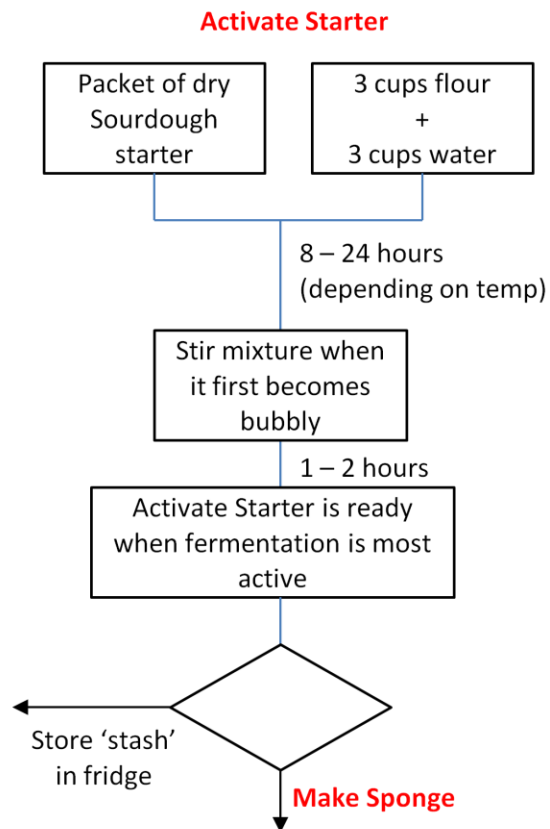 Activate Starter
Packet of dry
Sourdough
starter
3 cups flour
+
3 cups water
8 – 24 hours
(depending on temp)
Stir mixture when
it first becomes
bubbly
1 – 2 hours
Activate Starter is ready
when fermentation is most
active
Store ‘stash’
in fridge
Make Sponge